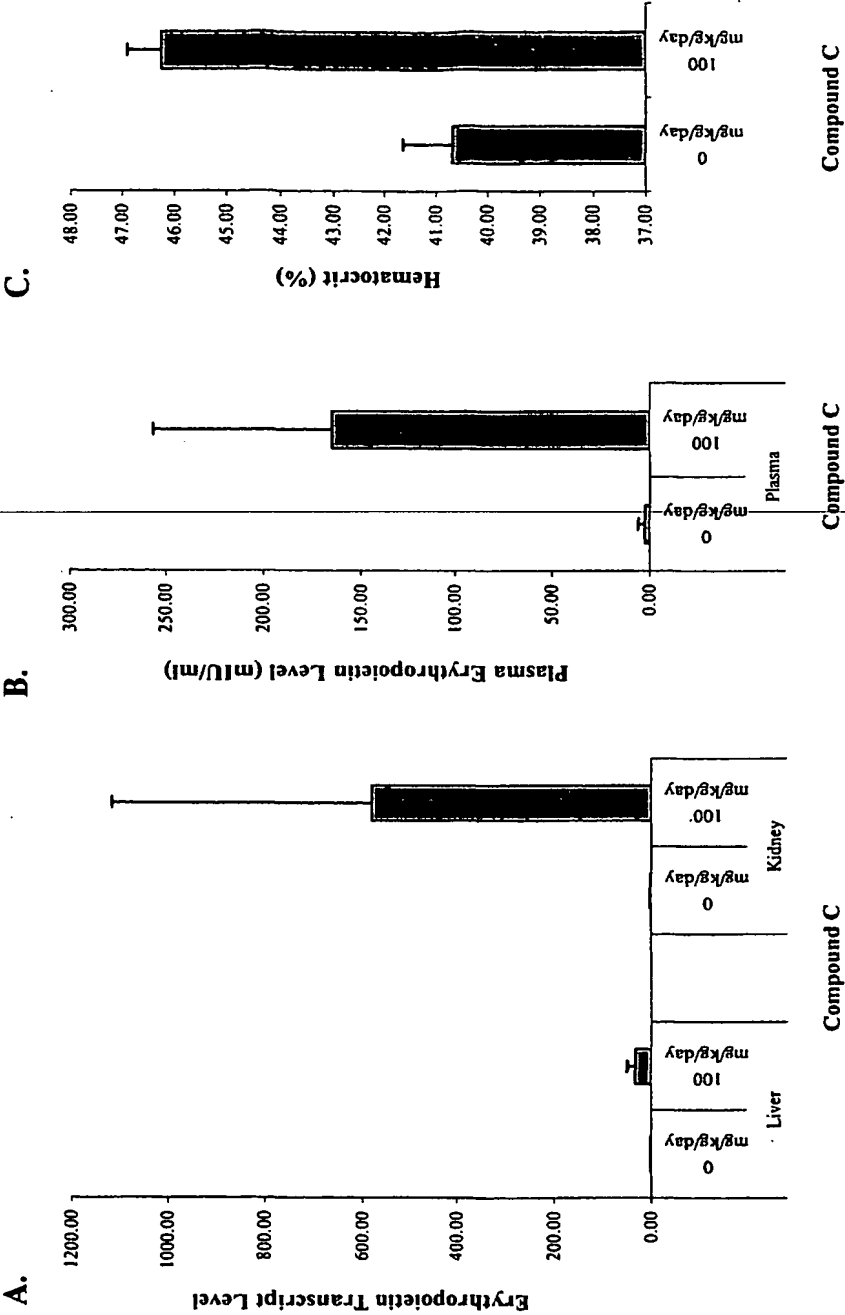 A.
Erythropoietin Transcript Level
1200.00
1000.00
800.00
600.00
400.00
200.00
0.00
0
mg/kg/day
100
mg/kg/day
Liver
0
mg/kg/day
100
mg/kg/day
Kidney
Compound C
B.
Plasma Erythropoietin Level (mIU/ml)
300.00
250.00
200.00
150.00
100.00
50.00
0.00
0
mg/kg/day
100
mg/kg/day
Plasma
Compound C
C.
Hematocrit (%)
48.00
47.00
46.00
45.00
44.00
43.00
42.00
41.00
40.00
39.00
38.00
37.00
0
mg/kg/day
100
mg/kg/day
Compound C